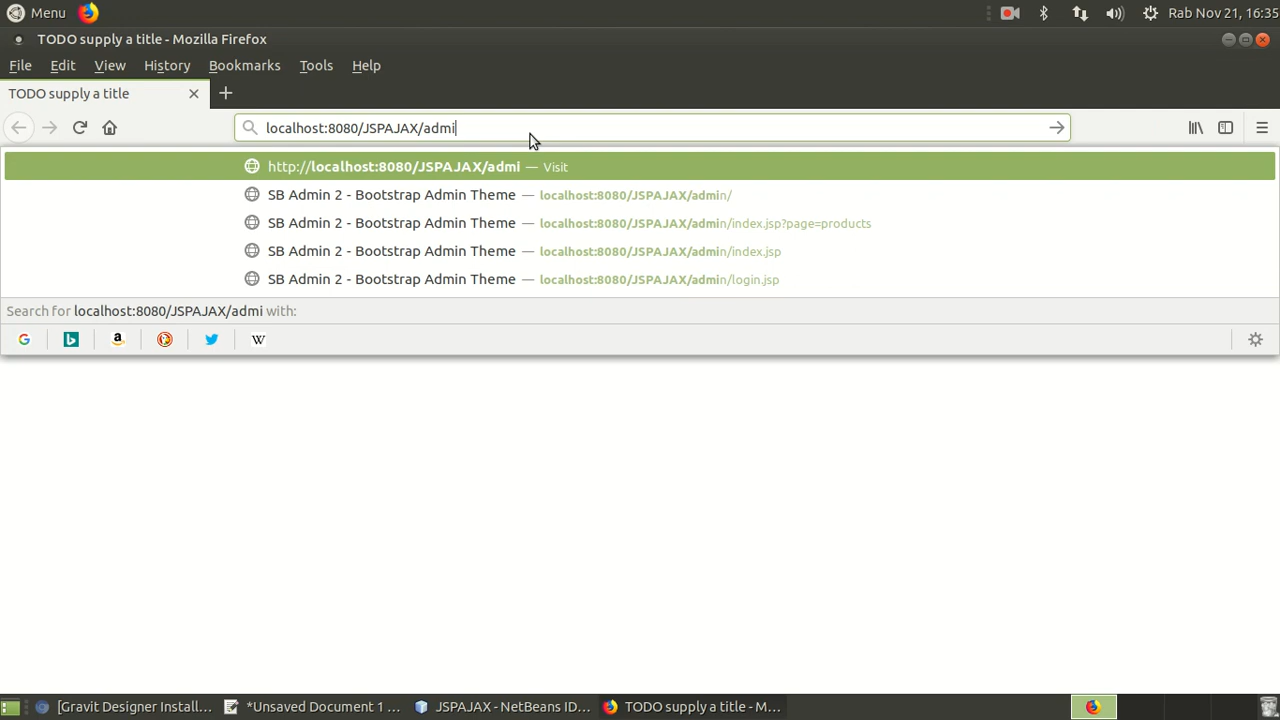 Menu
Rab Nov 21, 16:35
TODO supply a title - Mozilla Firefox
File Edit View History Bookmarks Tools Help
TODO supply a title
localhost:8080/JSPAJAX/admi
http://localhost:8080/JSPAJAX/admi — Visit
SB Admin 2 - Bootstrap Admin Theme — localhost:8080/JSPAJAX/admin/
SB Admin 2 - Bootstrap Admin Theme — localhost:8080/JSPAJAX/admin/index.jsp?page=products
SB Admin 2 - Bootstrap Admin Theme — localhost:8080/JSPAJAX/admin/index.jsp
SB Admin 2 - Bootstrap Admin Theme — localhost:8080/JSPAJAX/admin/login.jsp
Search for localhost:8080/JSPAJAX/admi with:
[Gravit Designer Install... *Unsaved Document 1 ... JSPAJAX - NetBeans ID... TODO supply a title - M...